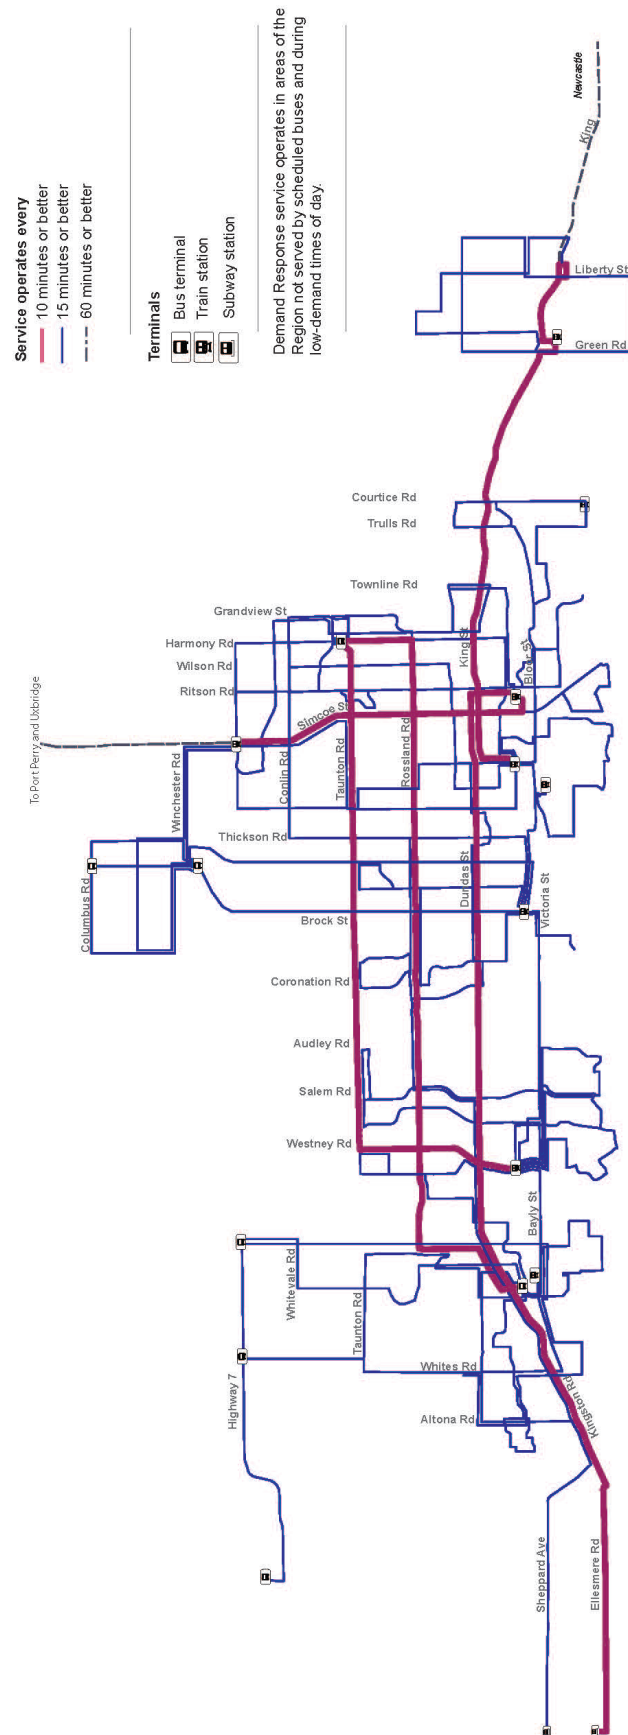 Service operates every
10 minutes or better
15 minutes or better
60 minutes or better
Terminals
Bus terminal
Train station
Subway station
Demand Response service operates in areas of the
Region not served by scheduled buses and during
low-demand times of day.
Newcastle
King
Liberty St
Green Rd
Courtice Rd
Trulls Rd
Townline Rd
Grandview St
Harmony Rd
Wilson Rd
Ritson Rd
Simcoe St
King St
Bloor St
To Port Perry and Uxbridge
Winchester Rd
Conlin Rd
Taunton Rd
Rossland Rd
Thickson Rd
Columbus Rd
Dundas St
Victoria St
Brock St
Coronation Rd
Audley Rd
Salem Rd
Westney Rd
Bayly St
Whitevale Rd
Taunton Rd
Whites Rd
Highway 7
Altona Rd
Kingston Rd
Sheppard Ave
Ellesmere Rd